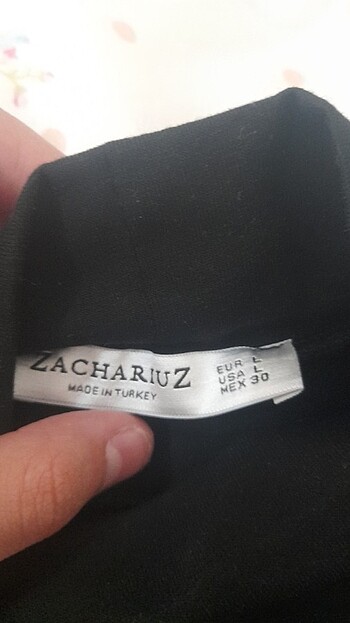 ZACHARIUZ
MADE IN TURKEY
EUR L
USA L
MEX 30